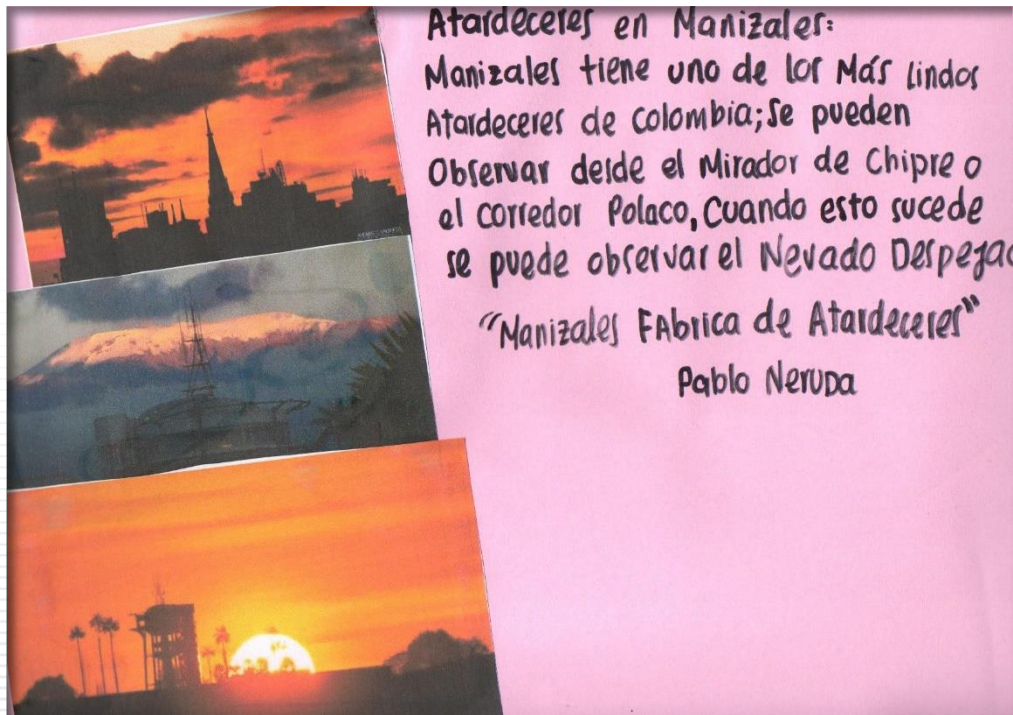 Atardeceres en Manizales:
Manizales tiene uno de los Más lindos
Atardeceres de Colombia; Se pueden
Observar desde el Mirador de Chipre o
el corredor Polaco, Cuando esto sucede
se puede observar el Nevado Despejad
"Manizales FAbrica de Atardeceres"
Pablo Neruda